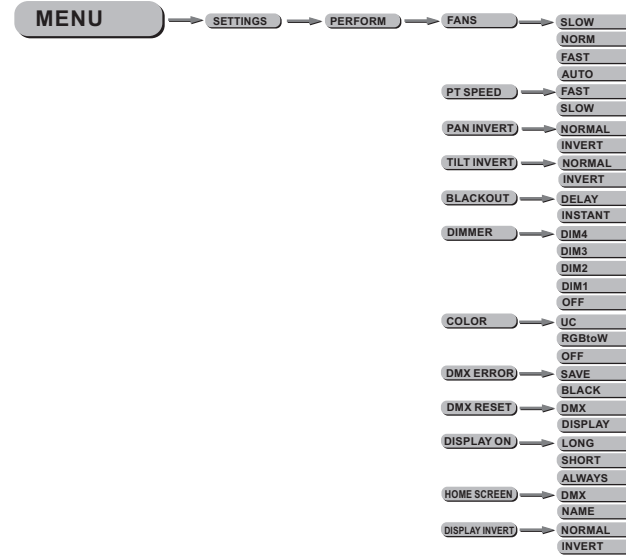 MENU SETTINGS PERFORM FANS SLOW
NORM
FAST
AUTO
PT SPEED FAST
SLOW
PAN INVERT NORMAL
INVERT
TILT INVERT NORMAL
INVERT
BLACKOUT DELAY
INSTANT
DIMMER DIM4
DIM3
DIM2
DIM1
OFF
COLOR UC
RGBtoW
OFF
DMX ERROR SAVE
BLACK
DMX RESET DMX
DISPLAY
DISPLAY ON LONG
SHORT
ALWAYS
HOME SCREEN DMX
NAME
DISPLAY INVERT NORMAL
INVERT